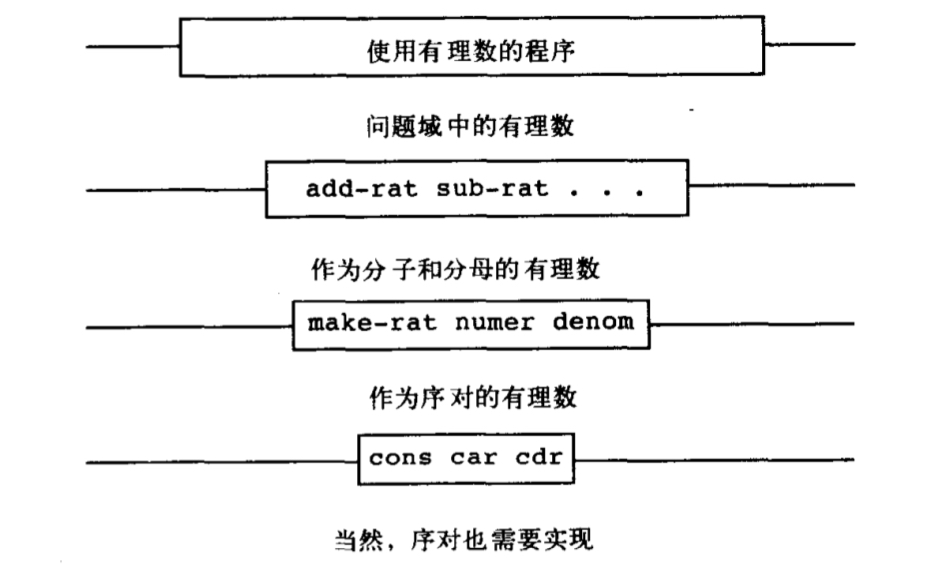 使用有理数的程序
问题域中的有理数
add-rat sub-rat . . .
作为分子和分母的有理数
make-rat numer denom
作为序对的有理数
cons car cdr
当然，序对也需要实现